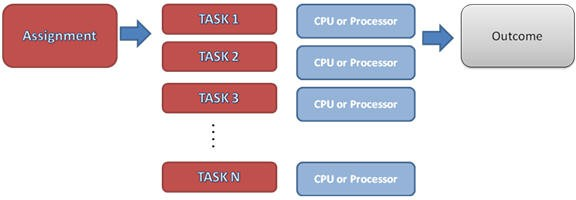 Assignment
TASK 1
CPU or Processor
TASK 2
CPU or Processor
TASK 3
CPU or Processor
TASK N
CPU or Processor
Outcome